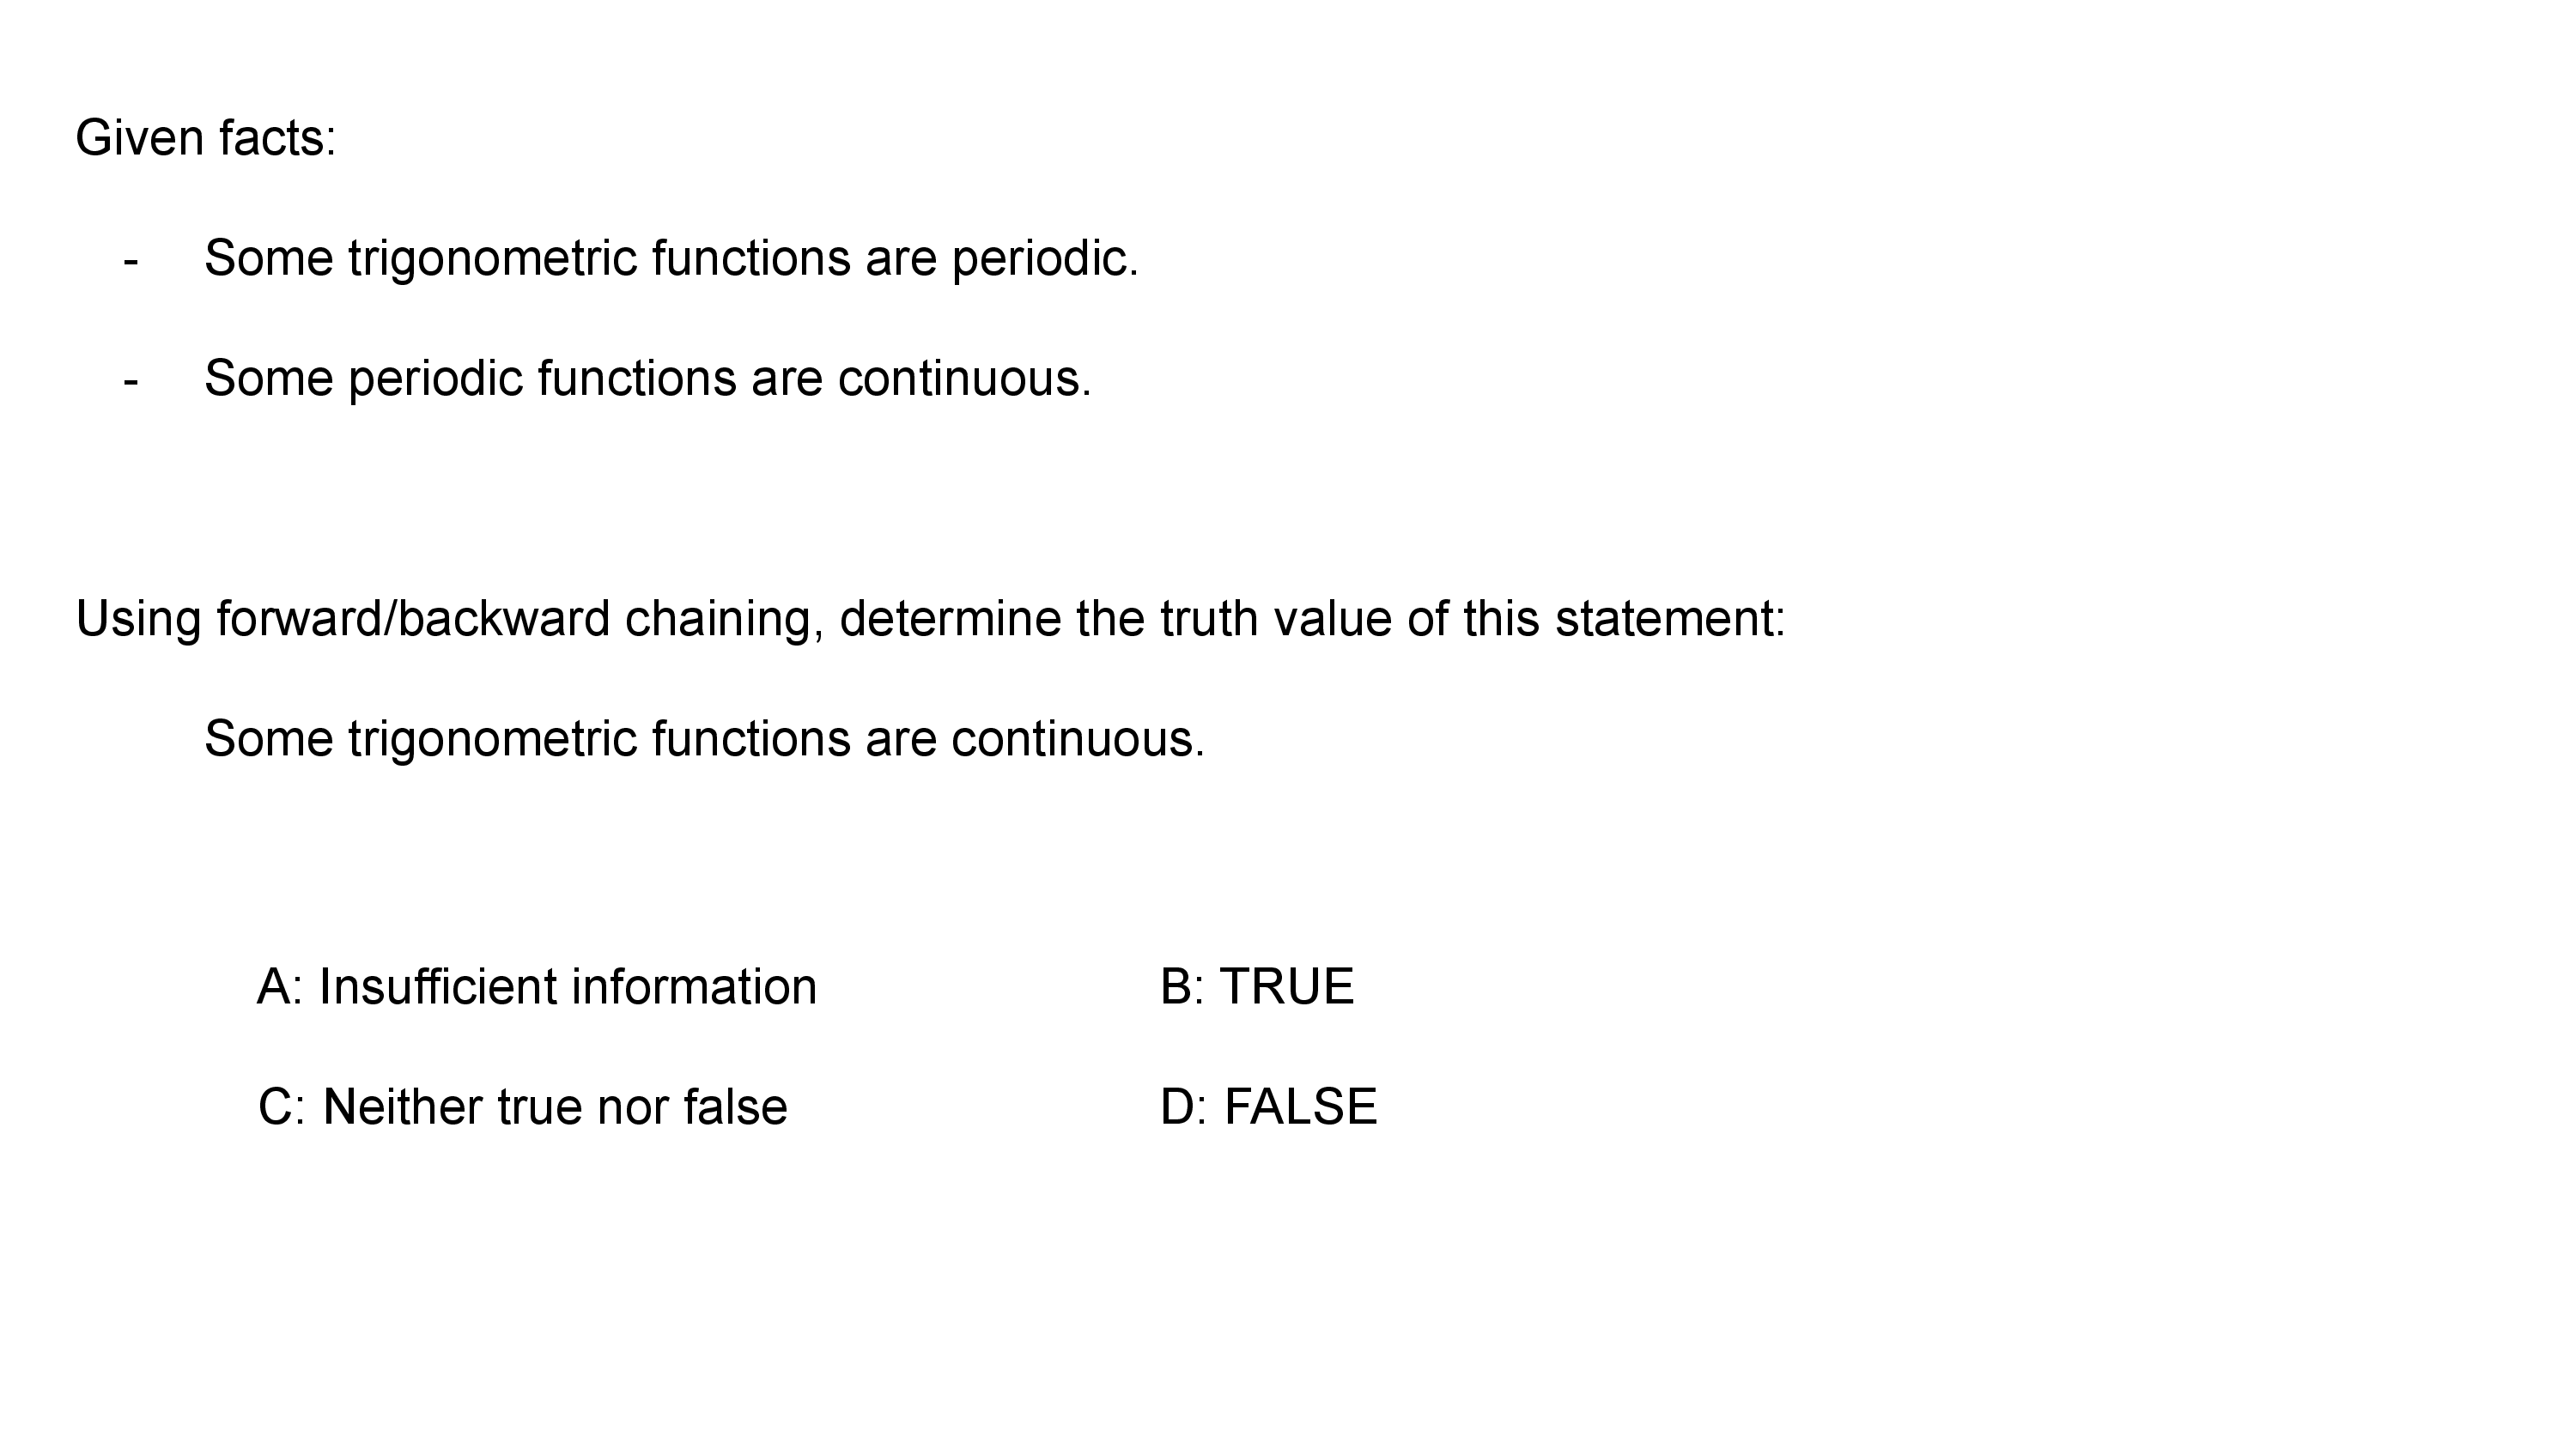 Given facts:
- Some trigonometric functions are periodic.
- Some periodic functions are continuous.
Using forward/backward chaining, determine the truth value of this statement:
Some trigonometric functions are continuous.
A: Insufficient information B: TRUE
C: Neither true nor false D: FALSE